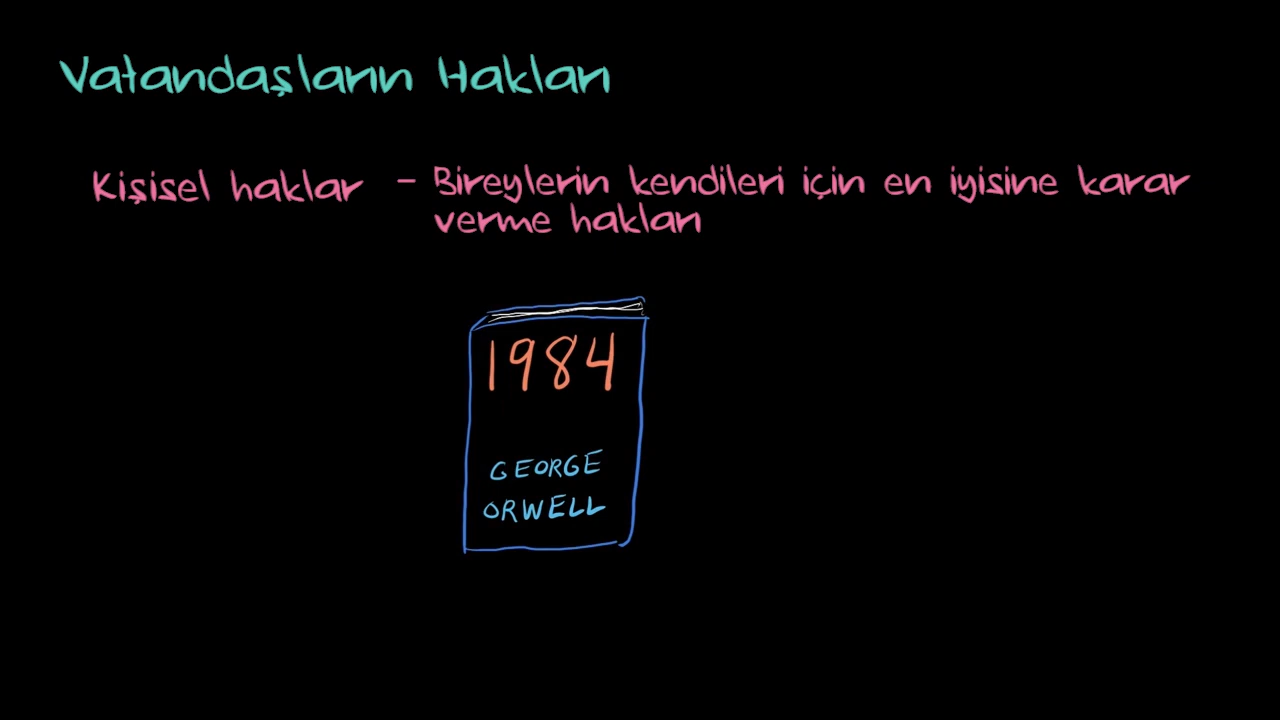 Vatandaşların Hakları
Kişisel haklar - Bireylerin kendileri için en iyisine karar
verme hakları
1984
GEORGE
ORWELL